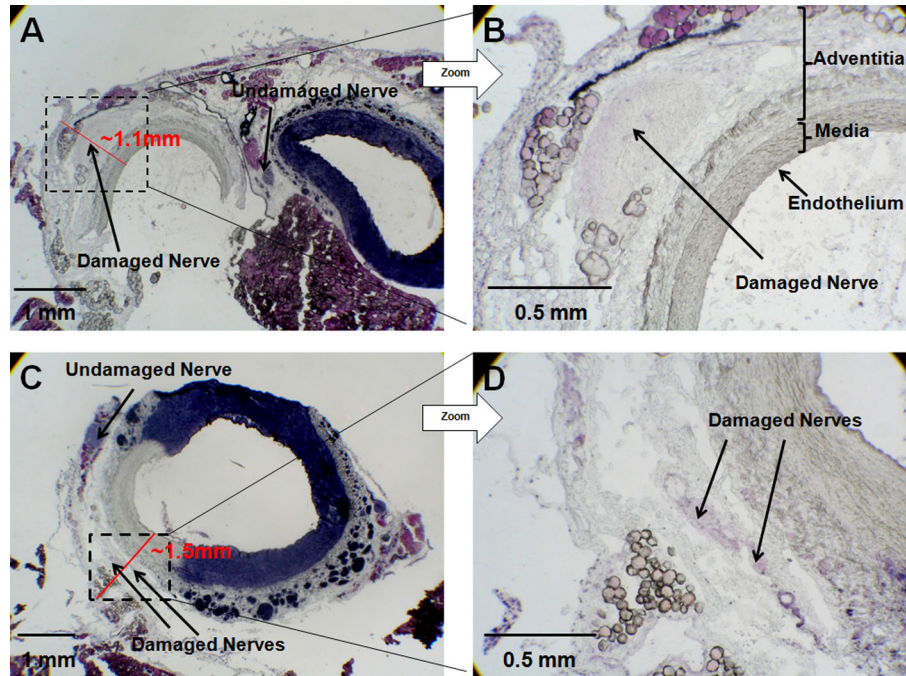 A
Undamaged Nerve
~1.1mm
Damaged Nerve
1 mm
Zoom
B
Adventitia
Media
Endothelium
Damaged Nerve
0.5 mm
C
Undamaged Nerve
~1.5mm
Damaged Nerves
1 mm
Zoom
D
Damaged Nerves
0.5 mm